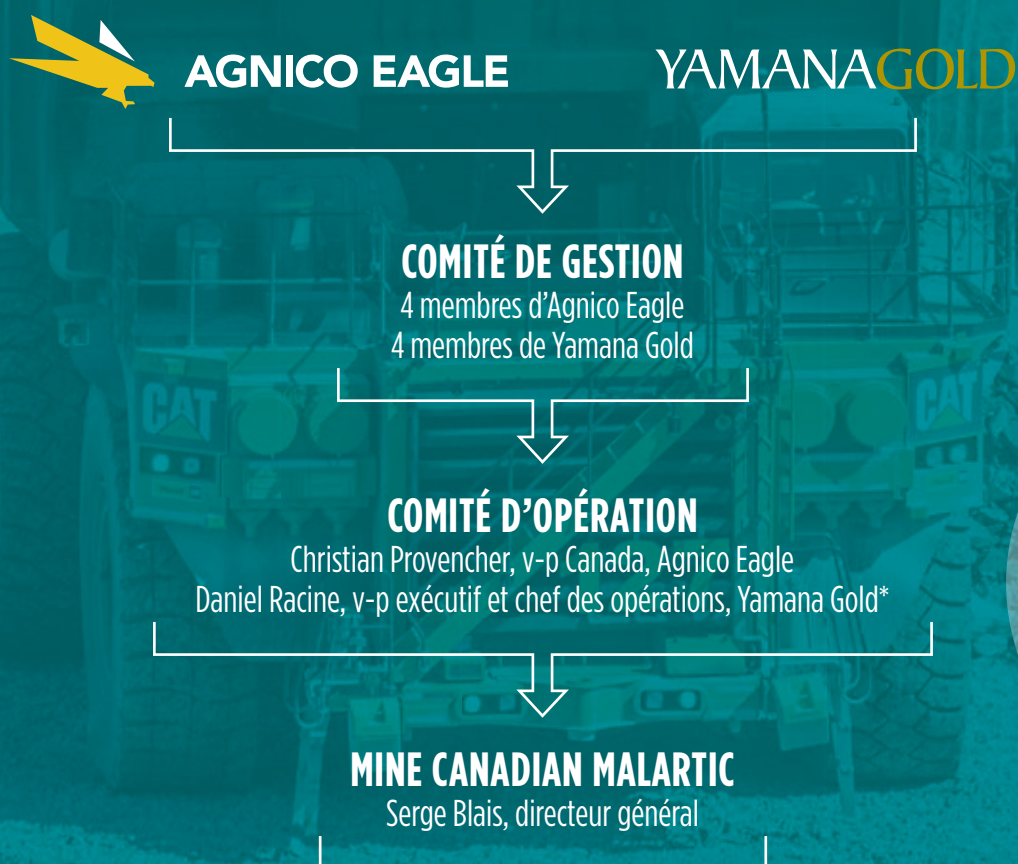 AGNICO EAGLE
YAMANAGOLD
COMITÉ DE GESTION
4 membres d’Agnico Eagle
4 membres de Yamana Gold
CAT
CAT
COMITÉ D’OPÉRATION
Christian Provencher, v-p Canada, Agnico Eagle
Daniel Racine, v-p exécutif et chef des opérations, Yamana Gold*
MINE CANADIAN MALARTIC
Serge Blais, directeur général